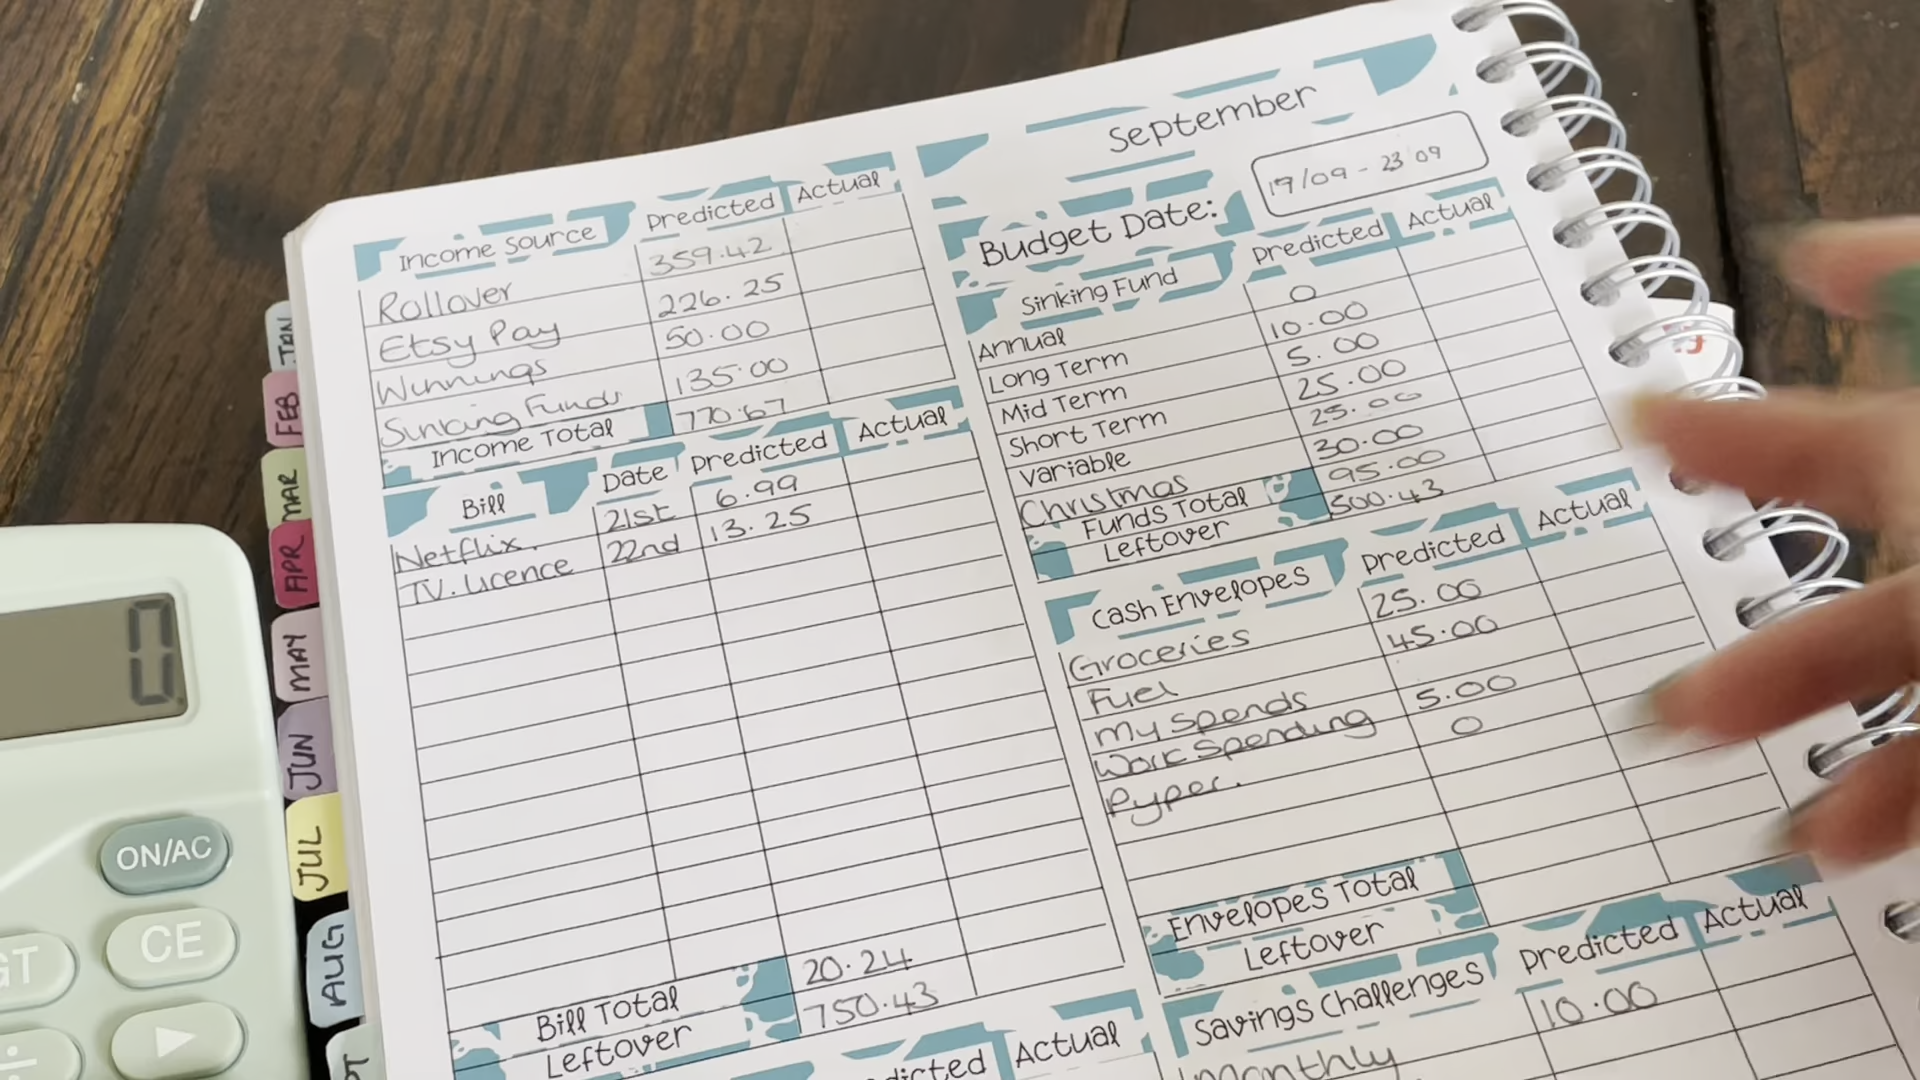 September
Budget Date: 17/09 - 23 09
Income Source Predicted Actual
Rollover 359.42
Etsy Pay 226.25
Winnings 50.00
Sinking Funds 135.00
Income Total 770.67
Bill Date Predicted Actual
Netflix. 21st 6.99
TV. Licence 22nd 13.25
Bill Total 20.24
Leftover 750.43
Actual
Sinking Fund Predicted Actual
Annual 0
Long Term 10.00
Mid Term 5.00
Short Term 25.00
Variable 25.00
Christmas 30.00
Funds Total 95.00
Leftover 500.43
Cash Envelopes Predicted Actual
Groceries 25.00
Fuel 45.00
My Spends
Work Spending 5.00
Pyper. 0
Envelopes Total
Leftover
Savings Challenges Predicted Actual
Monthly 10.00
JAN
FEB
MAR
APR
MAY
JUN
JUL
AUG
0
ON/AC
GT
CE